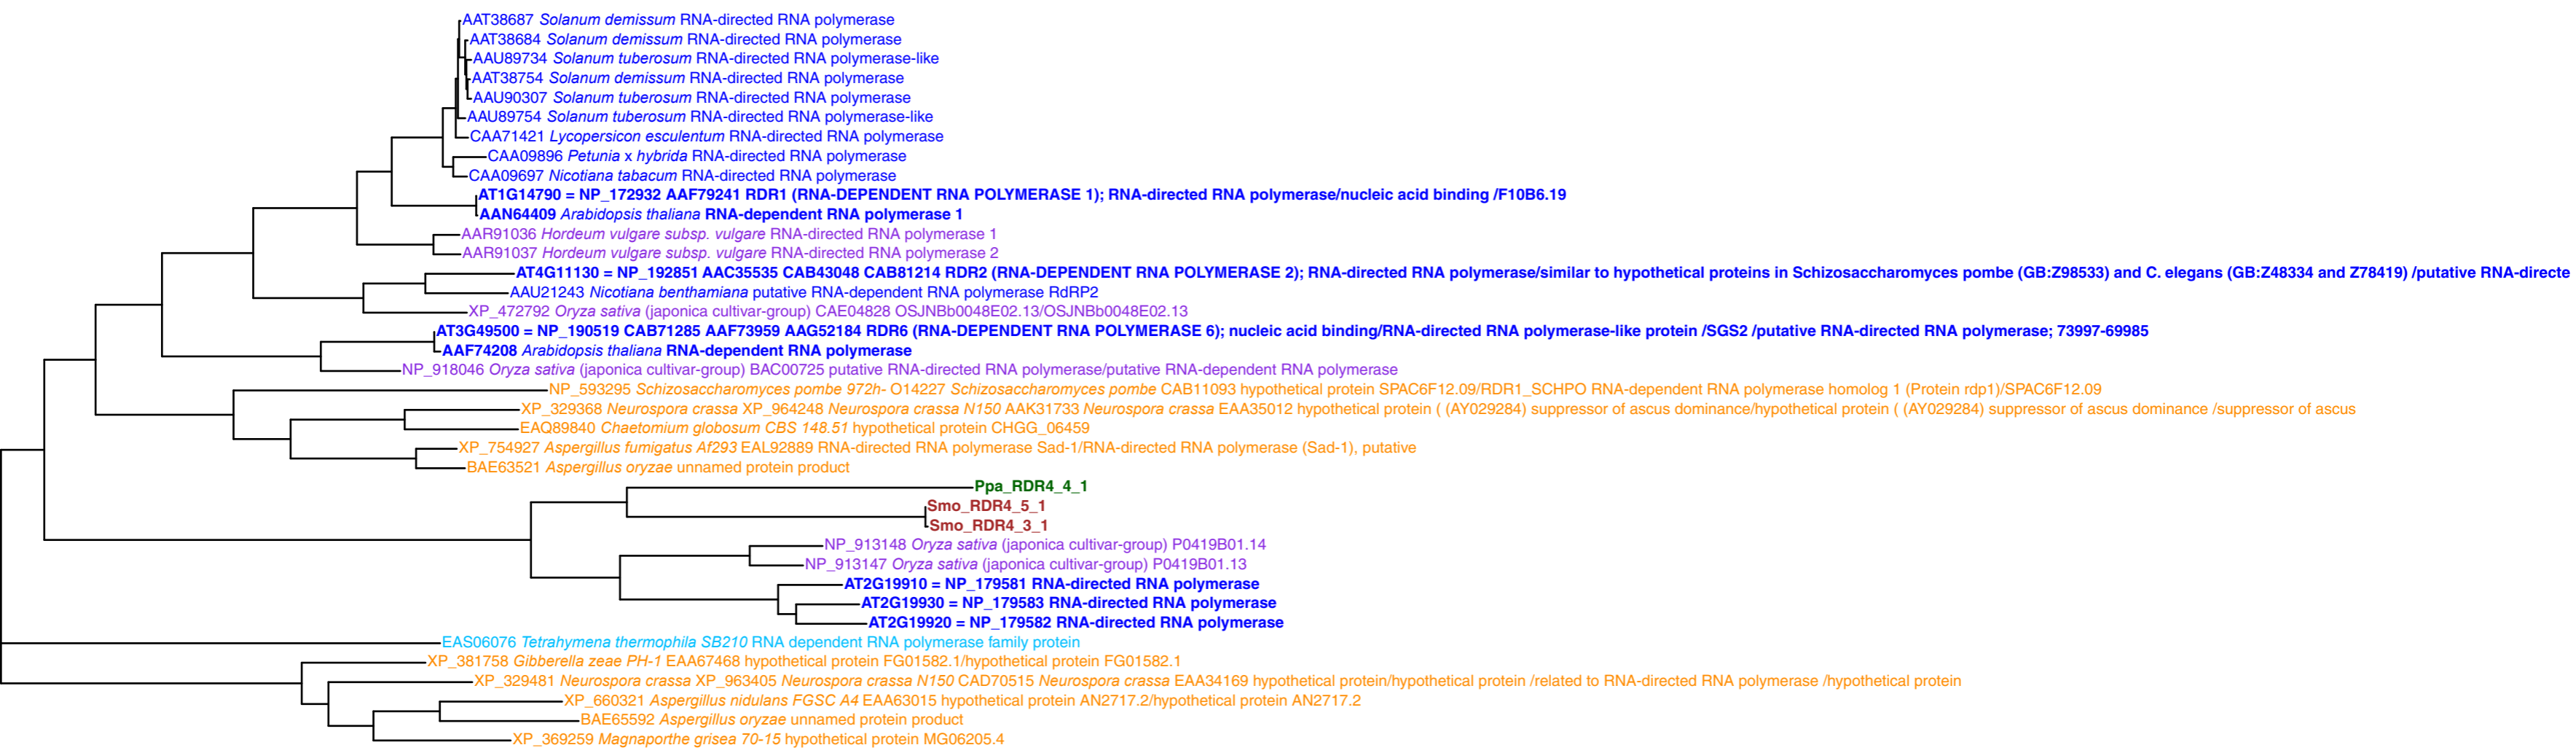 AAT38687 Solanum demissum RNA-directed RNA polymerase
AAT38684 Solanum demissum RNA-directed RNA polymerase
AAU89734 Solanum tuberosum RNA-directed RNA polymerase-like
AAT38754 Solanum demissum RNA-directed RNA polymerase
AAU90307 Solanum tuberosum RNA-directed RNA polymerase
AAU89754 Solanum tuberosum RNA-directed RNA polymerase-like
CAA71421 Lycopersicon esculentum RNA-directed RNA polymerase
CAA09896 Petunia x hybrida RNA-directed RNA polymerase
CAA09697 Nicotiana tabacum RNA-directed RNA polymerase
AT1G14790 = NP_172932 AAF79241 RDR1 (RNA-DEPENDENT RNA POLYMERASE 1); RNA-directed RNA polymerase/nucleic acid binding /F10B6.19
AAN64409 Arabidopsis thaliana RNA-dependent RNA polymerase 1
AAR91036 Hordeum vulgare subsp. vulgare RNA-directed RNA polymerase 1
AAR91037 Hordeum vulgare subsp. vulgare RNA-directed RNA polymerase 2
AT4G11130 = NP_192851 AAC35535 CAB43048 CAB81214 RDR2 (RNA-DEPENDENT RNA POLYMERASE 2); RNA-directed RNA polymerase/similar to hypothetical proteins in Schizosaccharomyces pombe (GB:Z98533) and C. elegans (GB:Z48334 and Z78419) /putative RNA-directe
AAU21243 Nicotiana benthamiana putative RNA-dependent RNA polymerase RdRP2
XP_472792 Oryza sativa (japonica cultivar-group) CAE04828 OSJNBb0048E02.13/OSJNBb0048E02.13
AT3G49500 = NP_190519 CAB71285 AAF73959 AAG52184 RDR6 (RNA-DEPENDENT RNA POLYMERASE 6); nucleic acid binding/RNA-directed RNA polymerase-like protein /SGS2 /putative RNA-directed RNA polymerase; 73997-69985
AAF74208 Arabidopsis thaliana RNA-dependent RNA polymerase
NP_918046 Oryza sativa (japonica cultivar-group) BAC00725 putative RNA-directed RNA polymerase/putative RNA-dependent RNA polymerase
NP_593295 Schizosaccharomyces pombe 972h- O14227 Schizosaccharomyces pombe CAB11093 hypothetical protein SPAC6F12.09/RDR1_SCHPO RNA-dependent RNA polymerase homolog 1 (Protein rdp1)/SPAC6F12.09
XP_329368 Neurospora crassa XP_964248 Neurospora crassa N150 AAK31733 Neurospora crassa EAA35012 hypothetical protein ( (AY029284) suppressor of ascus dominance/hypothetical protein ( (AY029284) suppressor of ascus dominance /suppressor of ascus
EAQ89840 Chaetomium globosum CBS 148.51 hypothetical protein CHGG_06459
XP_754927 Aspergillus fumigatus Af293 EAL92889 RNA-directed RNA polymerase Sad-1/RNA-directed RNA polymerase (Sad-1), putative
BAE63521 Aspergillus oryzae unnamed protein product
Ppa_RDR4_4_1
Smo_RDR4_5_1
Smo_RDR4_3_1
NP_913148 Oryza sativa (japonica cultivar-group) P0419B01.14
NP_913147 Oryza sativa (japonica cultivar-group) P0419B01.13
AT2G19910 = NP_179581 RNA-directed RNA polymerase
AT2G19930 = NP_179583 RNA-directed RNA polymerase
AT2G19920 = NP_179582 RNA-directed RNA polymerase
EAS06076 Tetrahymena thermophila SB210 RNA dependent RNA polymerase family protein
XP_381758 Gibberella zeae PH-1 EAA67468 hypothetical protein FG01582.1/hypothetical protein FG01582.1
XP_329481 Neurospora crassa XP_963405 Neurospora crassa N150 CAD70515 Neurospora crassa EAA34169 hypothetical protein/hypothetical protein /related to RNA-directed RNA polymerase /hypothetical protein
XP_660321 Aspergillus nidulans FGSC A4 EAA63015 hypothetical protein AN2717.2/hypothetical protein AN2717.2
BAE65592 Aspergillus oryzae unnamed protein product
XP_369259 Magnaporthe grisea 70-15 hypothetical protein MG06205.4